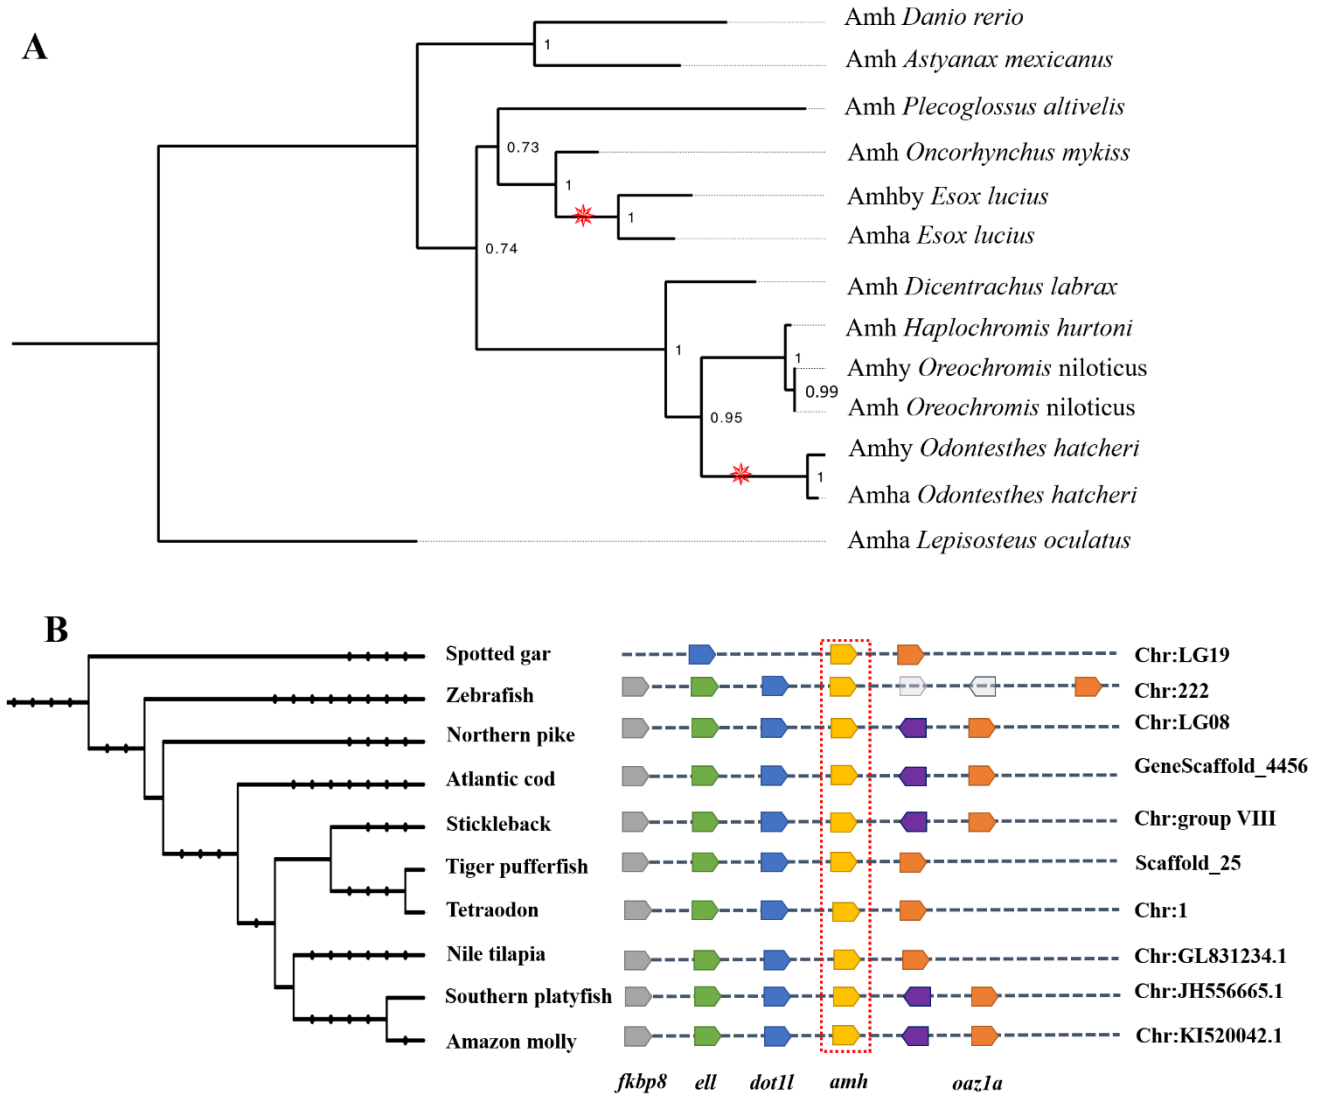 A
Amh Danio rerio
1
Amh Astyanax mexicanus
Amh Plecoglossus altivelis
0.73
Amh Oncorhynchus mykiss
1
Amhby Esox lucius
1
Amha Esox lucius
0.74
Amh Dicentrachus labrax
Amh Haplochromis hurtoni
1
1
Amhy Oreochromis niloticus
0.99
Amh Oreochromis niloticus
0.95
Amhy Odontesthes hatcheri
1
Amha Odontesthes hatcheri
Amha Lepisosteus oculatus
B
Spotted gar Chr:LG19
Zebrafish Chr:222
Northern pike Chr:LG08
Atlantic cod GeneScaffold_4456
Stickleback Chr:group VIII
Tiger pufferfish Scaffold_25
Tetraodon Chr:1
Nile tilapia Chr:GL831234.1
Southern platyfish Chr:JH556665.1
Amazon molly Chr:KI520042.1
fkbp8 ell dot1l amh oaz1a